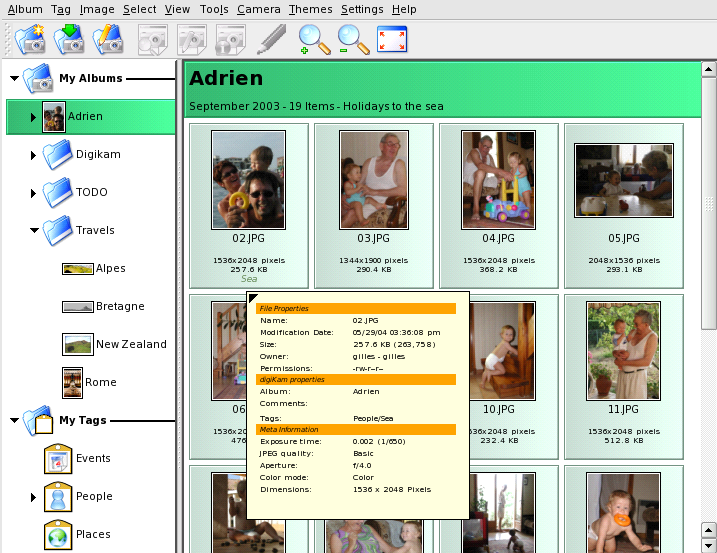 Album Tag Image Select View Tools Camera Themes Settings Help
My Albums
Adrien
Digikam
TODO
Travels
Alpes
Bretagne
New Zealand
Rome
My Tags
Events
People
Places
Adrien
September 2003 - 19 Items - Holidays to the sea
02.JPG
1536x2048 pixels
257.6 KB
Sea
03.JPG
1344x1900 pixels
290.4 KB
04.JPG
1536x2048 pixels
368.2 KB
05.JPG
2048x1536 pixels
293.1 KB
06
1536x20
476
File Properties
Name: 02.JPG
Modification Date: 05/29/04 03:36:08 pm
Size: 257.6 KB (263,758)
Owner: gilles - gilles
Permissions: -rw-r--r--
digiKam properties
Album: Adrien
Comments:
Tags: People/Sea
Meta Information
Exposure time: 0.002 (1/650)
JPEG quality: Basic
Aperture: f/4.0
Color mode: Color
Dimensions: 1536 x 2048 Pixels
10.JPG
536x2048 pixels
232.4 KB
11.JPG
1536x2048 pixels
512.8 KB